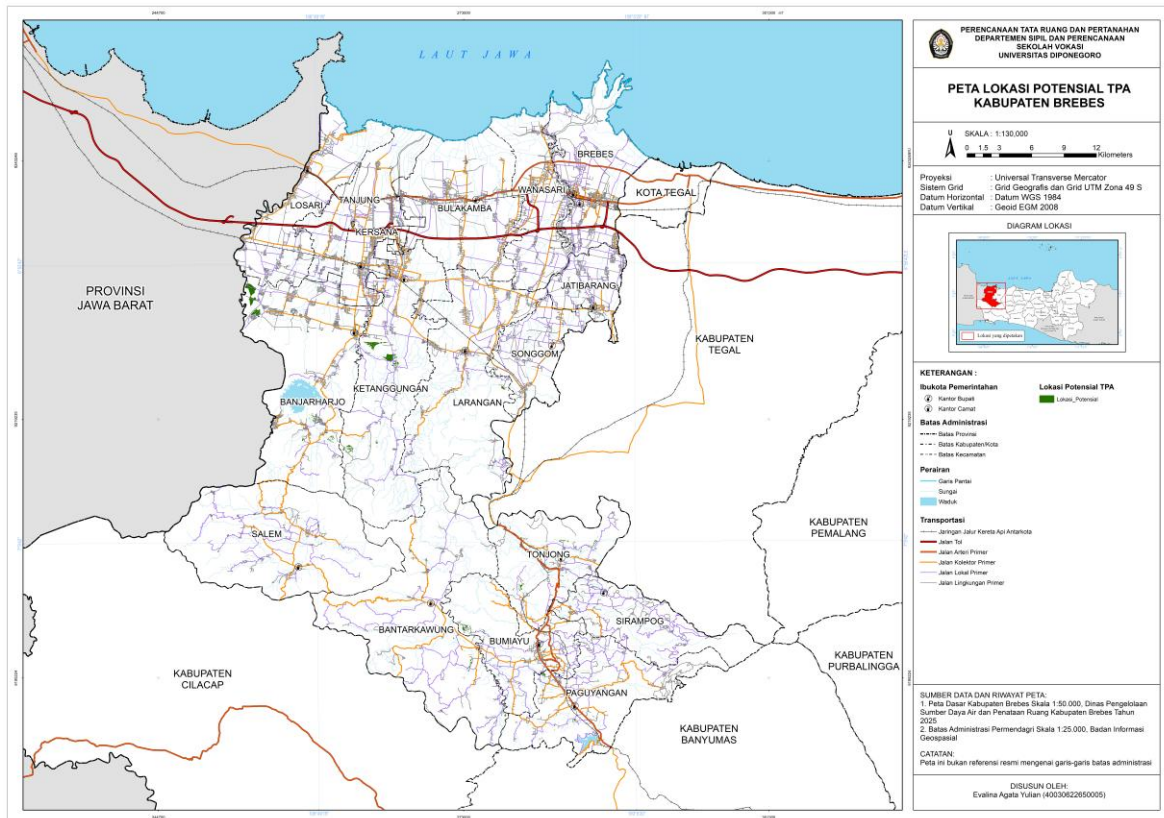 LAUT JAWA
BREBES
WANASARI
KOTA TEGAL
TANJUNG
LOSARI
BULAKAMBA
KERSANA
PROVINSI
JAWA BARAT
JATIBARANG
KABUPATEN
TEGAL
SONGGOM
KETANGGUNGAN
BANJARHARJO
LARANGAN
SALEM
KABUPATEN
PEMALANG
TONJONG
SIRAMPOG
BANTARKAWUNG
BUMIAYU
KABUPATEN
PURBALINGGA
KABUPATEN
CILACAP
PAGUYANGAN
KABUPATEN
BANYUMAS
PERENCANAAN TATA RUANG DAN PERTANAHAN
DEPARTEMEN SIPIL DAN PERENCANAAN
SEKOLAH VOKASI
UNIVERSITAS DIPONEGORO
PETA LOKASI POTENSIAL TPA
KABUPATEN BREBES
U
SKALA : 1:130,000
0 1.5 3 6 9 12
Kilometers
Proyeksi : Universal Transverse Mercator
Sistem Grid : Grid Geografis dan Grid UTM Zona 49 S
Datum Horizontal : Datum WGS 1984
Datum Vertikal : Geoid EGM 2008
DIAGRAM LOKASI
Lokasi yang dipetakan
KETERANGAN :
Ibukota Pemerintahan
Kantor Bupati
Kantor Camat
Lokasi Potensial TPA
Lokasi_Potensial
Batas Administrasi
Batas Provinsi
Batas Kabupaten/Kota
Batas Kecamatan
Perairan
Garis Pantai
Sungai
Waduk
Transportasi
Jaringan Jalur Kereta Api Antarkota
Jalan Tol
Jalan Arteri Primer
Jalan Kolektor Primer
Jalan Lokal Primer
Jalan Lingkungan Primer
SUMBER DATA DAN RIWAYAT PETA:
1. Peta Dasar Kabupaten Brebes Skala 1:50.000, Dinas Pengelolaan
Sumber Daya Air dan Penataan Ruang Kabupaten Brebes Tahun
2025
2. Batas Administrasi Permendagri Skala 1:25.000, Badan Informasi
Geospasial
CATATAN:
Peta ini bukan referensi resmi mengenai garis-garis batas administrasi
DISUSUN OLEH:
Evalina Agata Yulian (40030622650005)